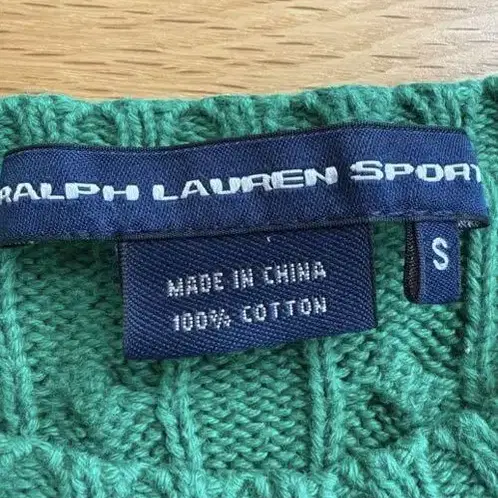 RALPH LAUREN SPORT
S
MADE IN CHINA
100% COTTON